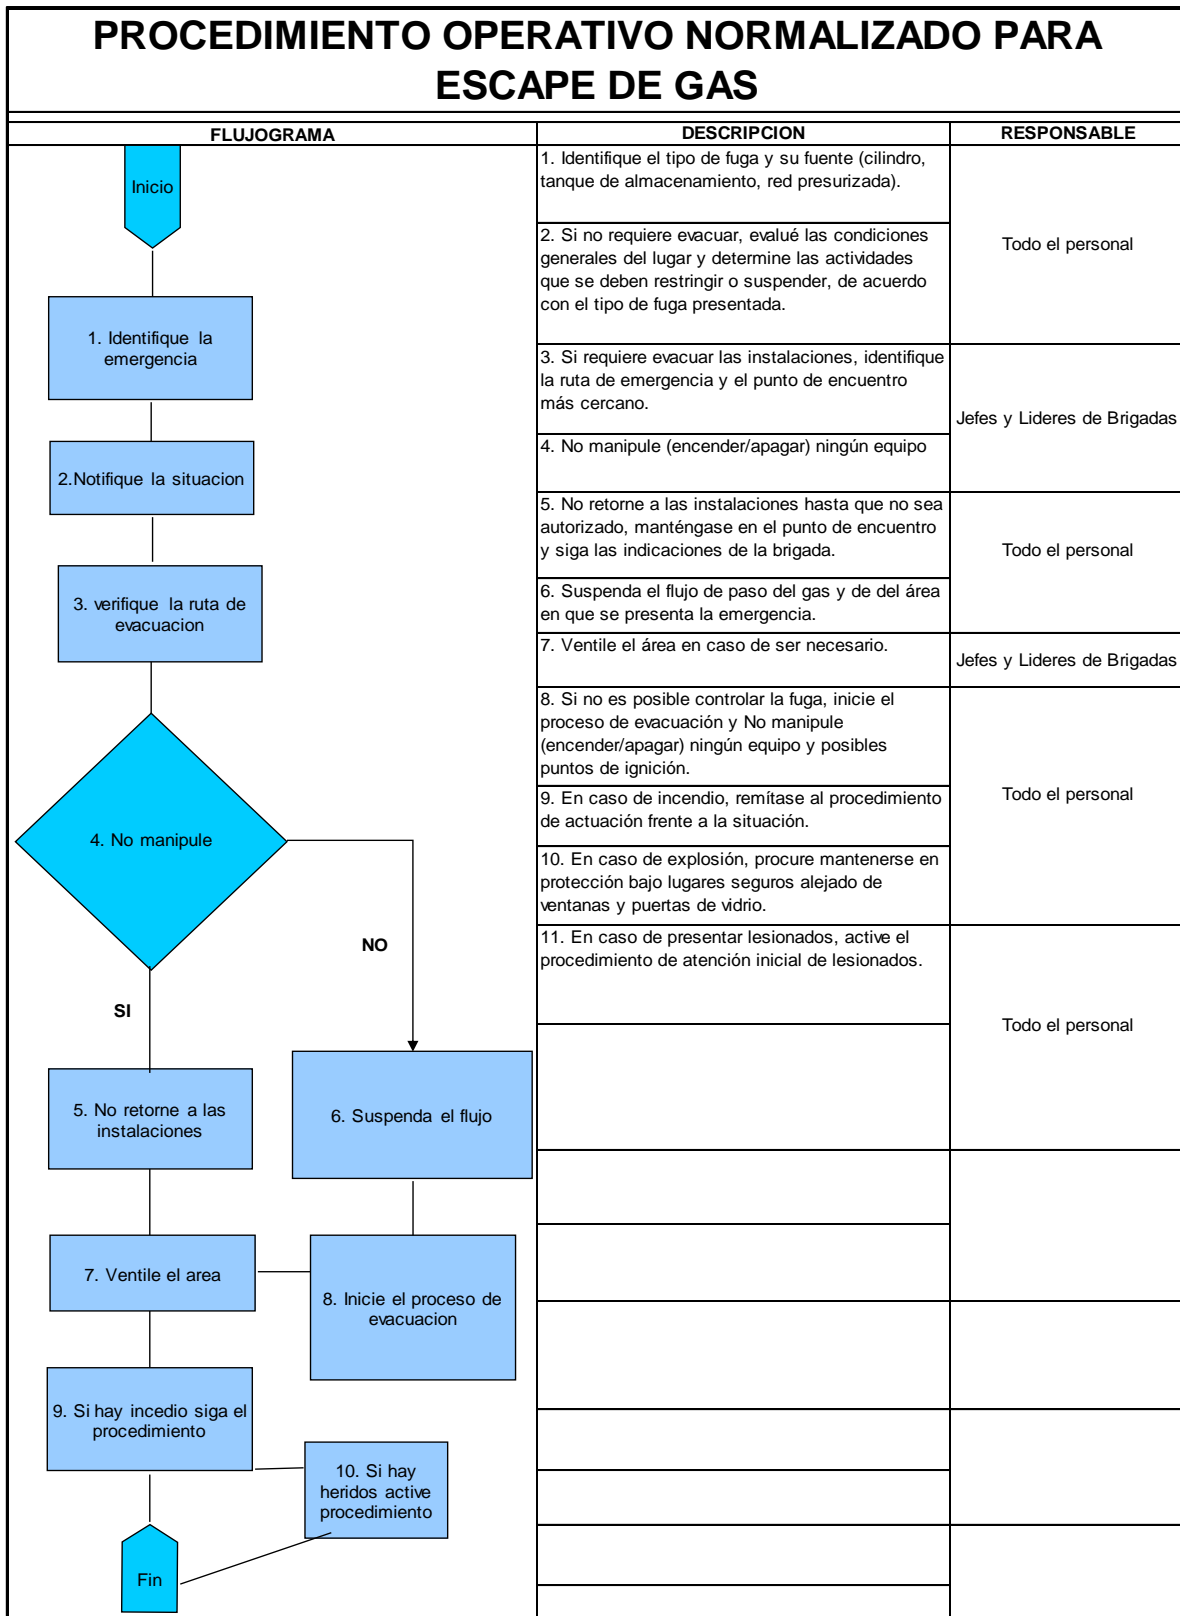 PROCEDIMIENTO OPERATIVO NORMALIZADO PARA
ESCAPE DE GAS
FLUJOGRAMA
DESCRIPCION
RESPONSABLE
Inicio
1. Identifique la
emergencia
2.Notifique la situacion
3. verifique la ruta de
evacuacion
4. No manipule
NO
SI
5. No retorne a las
instalaciones
6. Suspenda el flujo
7. Ventile el area
8. Inicie el proceso de
evacuacion
9. Si hay incedio siga el
procedimiento
10. Si hay
heridos active
procedimiento
Fin
1. Identifique el tipo de fuga y su fuente (cilindro,
tanque de almacenamiento, red presurizada).
2. Si no requiere evacuar, evalué las condiciones
generales del lugar y determine las actividades
que se deben restringir o suspender, de acuerdo
con el tipo de fuga presentada.
Todo el personal
3. Si requiere evacuar las instalaciones, identifique
la ruta de emergencia y el punto de encuentro
más cercano.
4. No manipule (encender/apagar) ningún equipo
Jefes y Lideres de Brigadas
5. No retorne a las instalaciones hasta que no sea
autorizado, manténgase en el punto de encuentro
y siga las indicaciones de la brigada.
6. Suspenda el flujo de paso del gas y de del área
en que se presenta la emergencia.
Todo el personal
7. Ventile el área en caso de ser necesario.
Jefes y Lideres de Brigadas
8. Si no es posible controlar la fuga, inicie el
proceso de evacuación y No manipule
(encender/apagar) ningún equipo y posibles
puntos de ignición.
9. En caso de incendio, remítase al procedimiento
de actuación frente a la situación.
10. En caso de explosión, procure mantenerse en
protección bajo lugares seguros alejado de
ventanas y puertas de vidrio.
Todo el personal
11. En caso de presentar lesionados, active el
procedimiento de atención inicial de lesionados.
Todo el personal